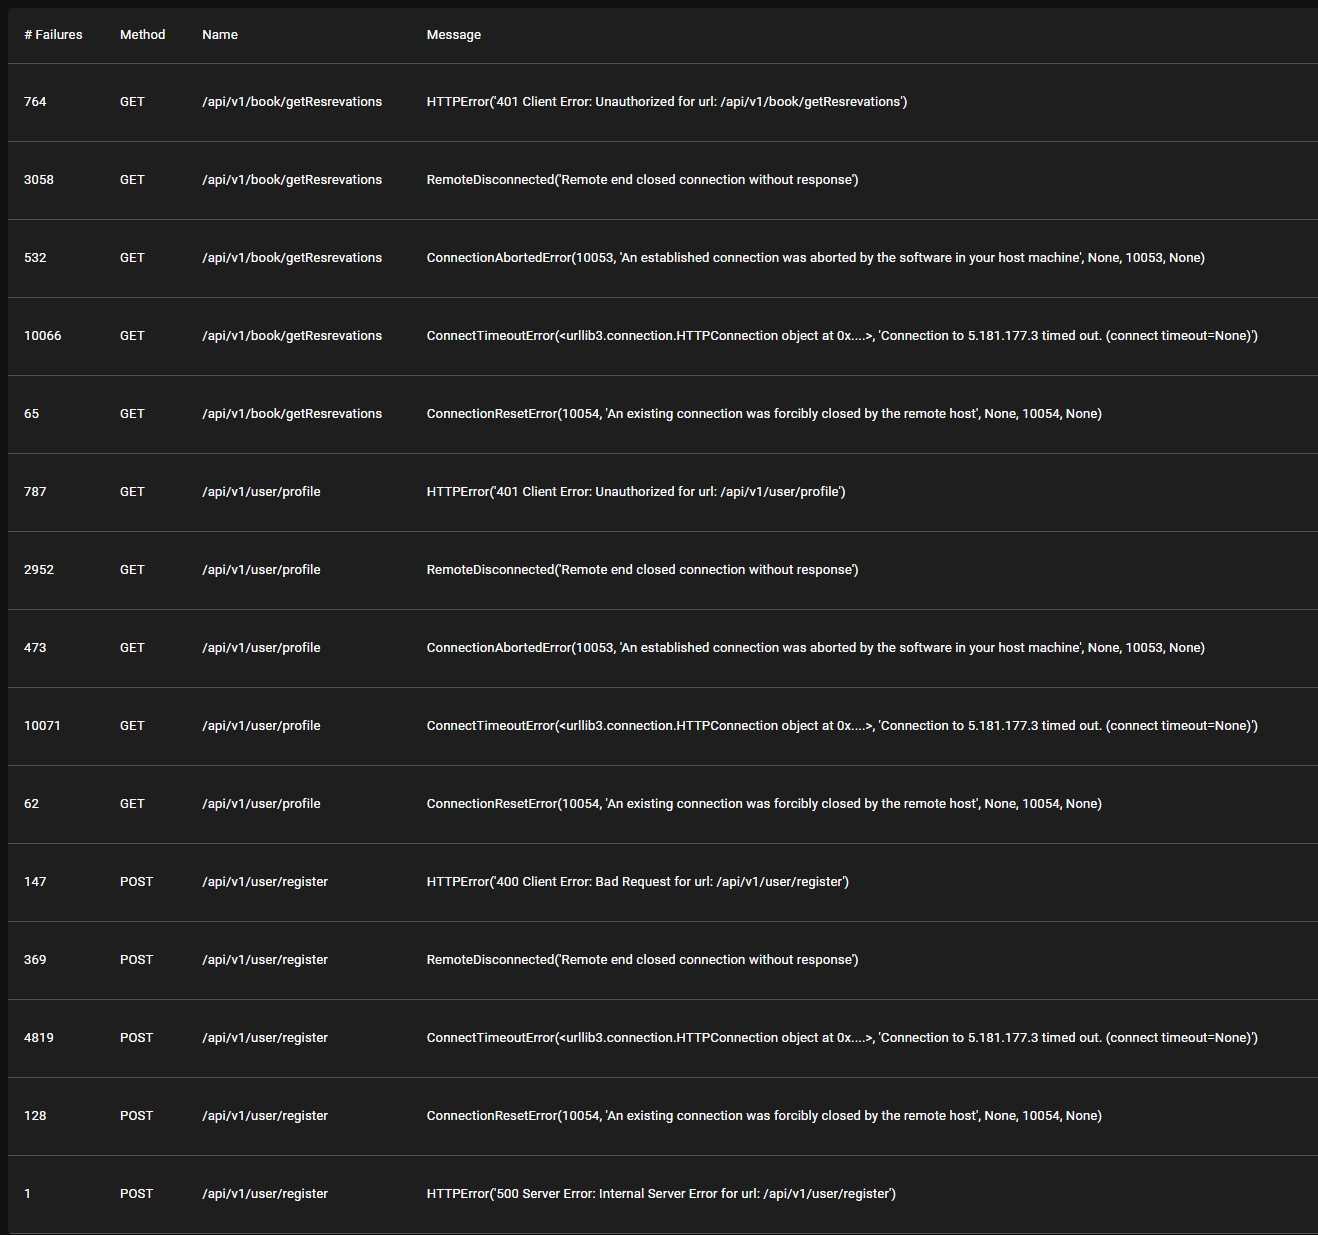 # Failures Method Name Message
764 GET /api/v1/book/getResrevations HTTPError('401 Client Error: Unauthorized for url: /api/v1/book/getResrevations')
3058 GET /api/v1/book/getResrevations RemoteDisconnected('Remote end closed connection without response')
532 GET /api/v1/book/getResrevations ConnectionAbortedError(10053, 'An established connection was aborted by the software in your host machine', None, 10053, None)
10066 GET /api/v1/book/getResrevations ConnectTimeoutError(<urllib3.connection.HTTPConnection object at 0x....>, 'Connection to 5.181.177.3 timed out. (connect timeout=None)')
65 GET /api/v1/book/getResrevations ConnectionResetError(10054, 'An existing connection was forcibly closed by the remote host', None, 10054, None)
787 GET /api/v1/user/profile HTTPError('401 Client Error: Unauthorized for url: /api/v1/user/profile')
2952 GET /api/v1/user/profile RemoteDisconnected('Remote end closed connection without response')
473 GET /api/v1/user/profile ConnectionAbortedError(10053, 'An established connection was aborted by the software in your host machine', None, 10053, None)
10071 GET /api/v1/user/profile ConnectTimeoutError(<urllib3.connection.HTTPConnection object at 0x....>, 'Connection to 5.181.177.3 timed out. (connect timeout=None)')
62 GET /api/v1/user/profile ConnectionResetError(10054, 'An existing connection was forcibly closed by the remote host', None, 10054, None)
147 POST /api/v1/user/register HTTPError('400 Client Error: Bad Request for url: /api/v1/user/register')
369 POST /api/v1/user/register RemoteDisconnected('Remote end closed connection without response')
4819 POST /api/v1/user/register ConnectTimeoutError(<urllib3.connection.HTTPConnection object at 0x....>, 'Connection to 5.181.177.3 timed out. (connect timeout=None)')
128 POST /api/v1/user/register ConnectionResetError(10054, 'An existing connection was forcibly closed by the remote host', None, 10054, None)
1 POST /api/v1/user/register HTTPError('500 Server Error: Internal Server Error for url: /api/v1/user/register')